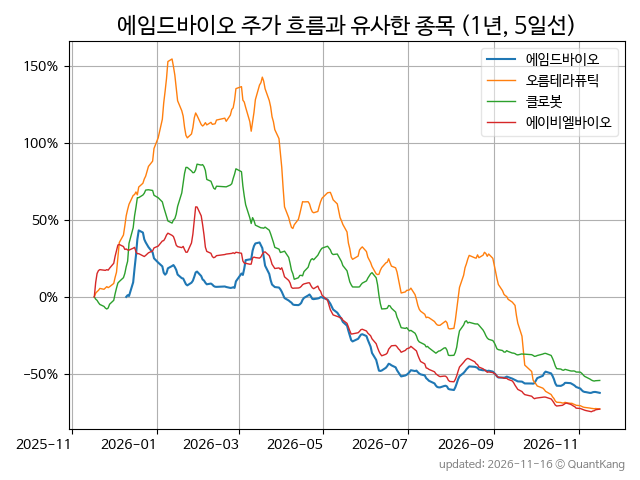 에임드바이오 주가 흐름과 유사한 종목 (1년, 5일선)
에임드바이오
오름테라퓨틱
클로봇
에이비엘바이오
150%
100%
50%
0%
−50%
2025-11 2026-01 2026-03 2026-05 2026-07 2026-09 2026-11
updated: 2026-11-16 © QuantKang